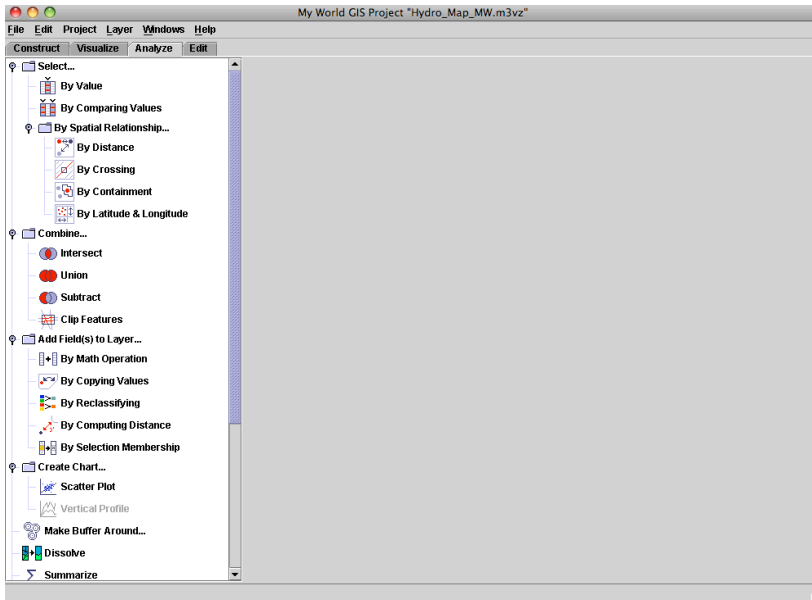 My World GIS Project "Hydro_Map_MW.m3vz"
File Edit Project Layer Windows Help
Construct Visualize Analyze Edit
Select...
By Value
By Comparing Values
By Spatial Relationship...
By Distance
By Crossing
By Containment
By Latitude & Longitude
Combine...
Intersect
Union
Subtract
Clip Features
Add Field(s) to Layer...
By Math Operation
By Copying Values
By Reclassifying
By Computing Distance
By Selection Membership
Create Chart...
Scatter Plot
Vertical Profile
Make Buffer Around...
Dissolve
Summarize